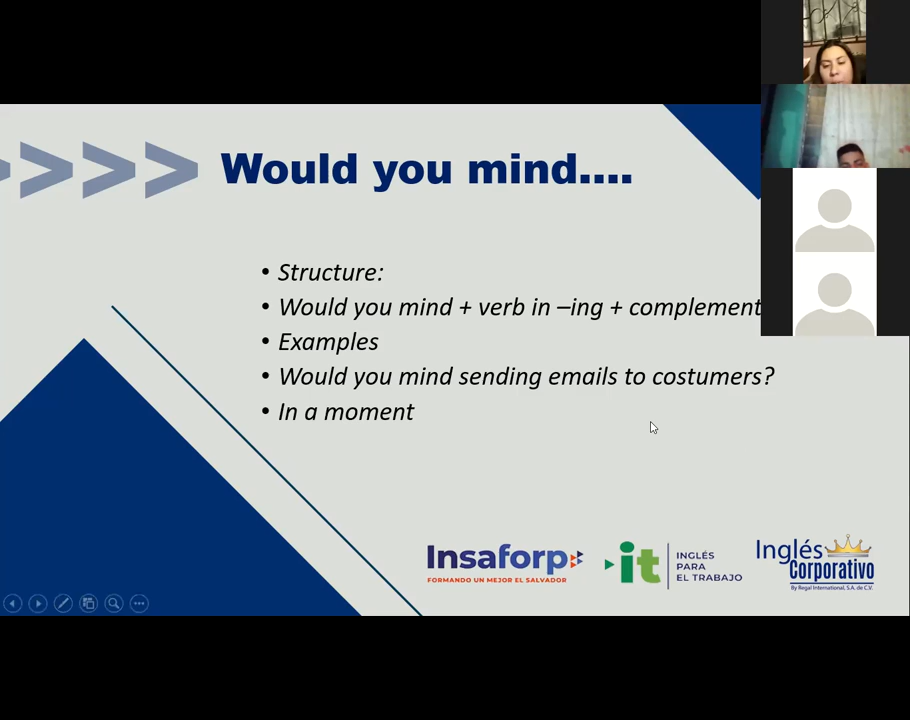 Would you mind....
• Structure:
• Would you mind + verb in –ing + complement
• Examples
• Would you mind sending emails to costumers?
• In a moment
Insaforp
FORMANDO UN MEJOR EL SALVADOR
it
INGLÉS
PARA
EL TRABAJO
Inglés
Corporativo
By Regal International, S.A. de C.V.